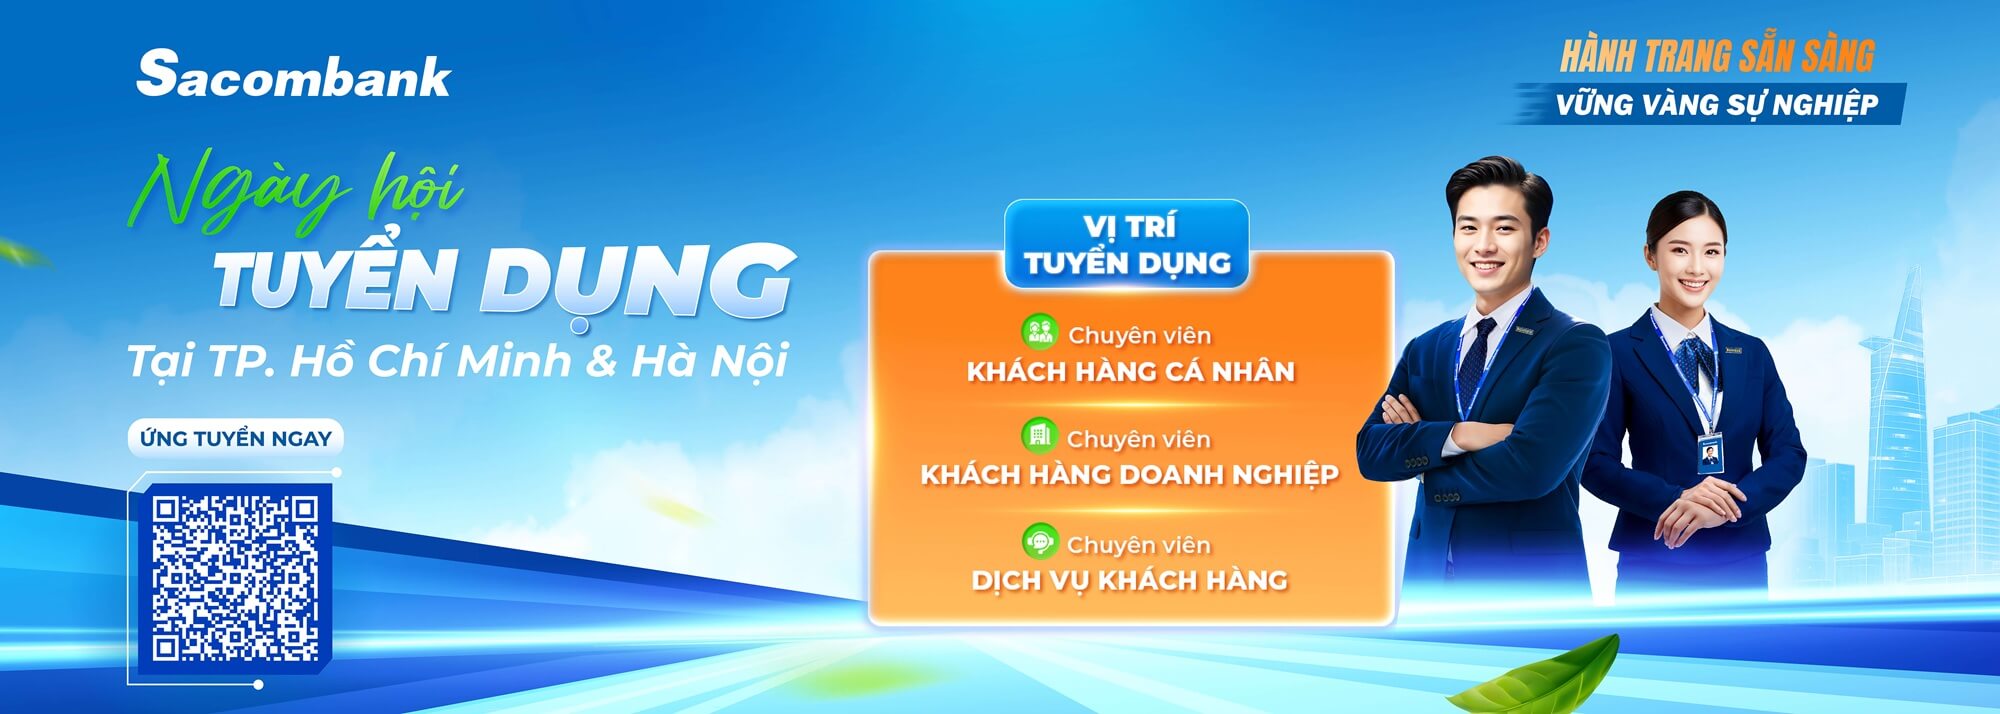 Sacombank
Ngày hội
TUYỂN DỤNG
Tại TP. Hồ Chí Minh & Hà Nội
ỨNG TUYỂN NGAY
HÀNH TRANG SẴN SÀNG
VỮNG VÀNG SỰ NGHIỆP
VỊ TRÍ
TUYỂN DỤNG
Chuyên viên
KHÁCH HÀNG CÁ NHÂN
Chuyên viên
KHÁCH HÀNG DOANH NGHIỆP
Chuyên viên
DỊCH VỤ KHÁCH HÀNG
Sacombank